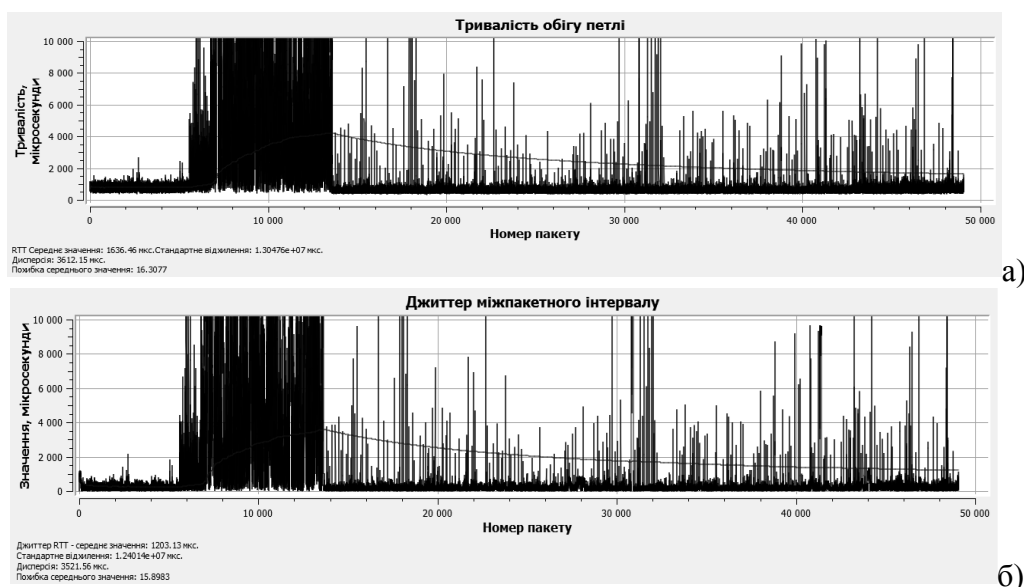 Тривалість обігу петлі
Тривалість,
мікросекунди
10 000
8 000
6 000
4 000
2 000
0
0
10 000
20 000
30 000
40 000
50 000
Номер пакету
RTT Середнє значення: 1636.46 мкс.Стандартне відхилення: 1.30476e+07 мкс.
Дисперсія: 3612.15 мкс.
Похибка середнього значення: 16.3077
а)
Джиттер міжпакетного інтервалу
Значення, мікросекунди
10 000
8 000
6 000
4 000
2 000
0
0
10 000
20 000
30 000
40 000
50 000
Номер пакету
Джиттер RTT - середнє значення: 1203.13 мкс.
Стандартне відхилення: 1.24014e+07 мкс.
Дисперсія: 3521.56 мкс.
Похибка середнього значення: 15.8983
б)